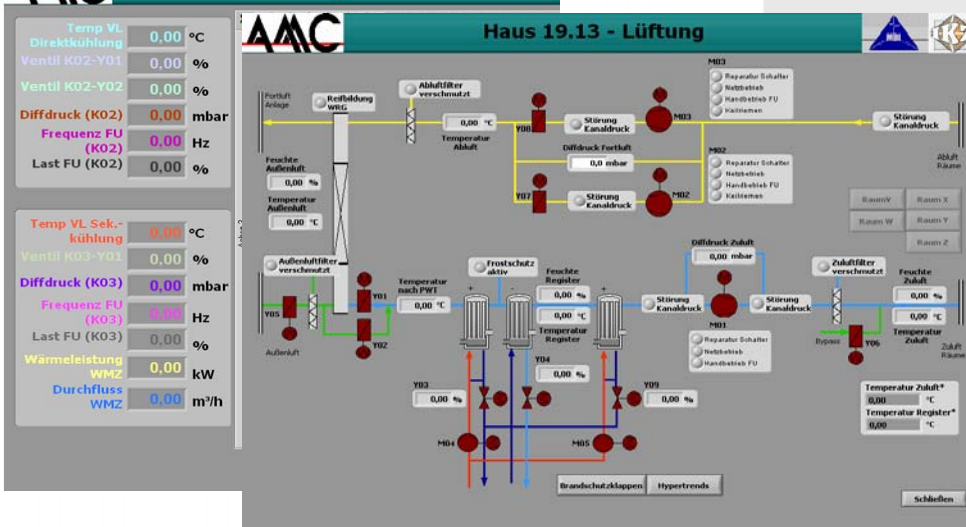 Temp VL
Direktkühlung 0,00 °C
Ventil K02-Y01 0,00 %
Ventil K02-Y02 0,00 %
Diffdruck (K02) 0,00 mbar
Frequenz FU
(K02) 0,00 Hz
Last FU (K02) 0,00 %
Temp VL Sek.-
kühlung 0,00 °C
Ventil K03-Y01 0,00 %
Diffdruck (K03) 0,00 mbar
Frequenz FU
(K03) 0,00 Hz
Last FU (K03) 0,00 %
Wärmeleistung
WMZ 0,00 kW
Durchfluss
WMZ 0,00 m³/h
AMC
Haus 19.13 - Lüftung
Fortluft
Anlage
Reifbildung
WRG
Abluftfilter
verschmutzt
0,00 °C
Temperatur
Abluft
Y08
Störung
Kanaldruck
M03
M03
Reparatur Schalter
Netzbetrieb
Handbetrieb FU
Keilriemen
Störung
Kanaldruck
Abluft
Räume
Diffdruck Fortluft
0,0 mbar
Y07
Störung
Kanaldruck
M02
M02
Reparatur Schalter
Netzbetrieb
Handbetrieb FU
Keilriemen
Feuchte
Außenluft
0,00 %
Temperatur
Außenluft
0,00 °C
RaumV
Raum X
Raum W
Raum Y
Raum Z
Außenluftfilter
verschmutzt
Y05
Außenluft
Y01
Y02
Temperatur
nach PWT
0,00 °C
Frostschutz
aktiv
+
-
+
Feuchte
Register
0,00 %
0,00 °C
Temperatur
Register
Störung
Kanaldruck
Diffdruck Zuluft
0,00 mbar
M01
Störung
Kanaldruck
Reparatur Schalter
Netzbetrieb
Handbetrieb FU
Zuluftfilter
verschmutzt
Bypass
Y06
Feuchte
Zuluft
0,00 %
0,00 °C
Temperatur
Zuluft
Zuluft
Räume
Y03
0,00 %
Y04
0,00 %
Y09
0,00 %
M04
M05
Temperatur Zuluft*
0,00 °C
Temperatur Register*
0,00 °C
Brandschutzklappen
Hypertrends
Schließen